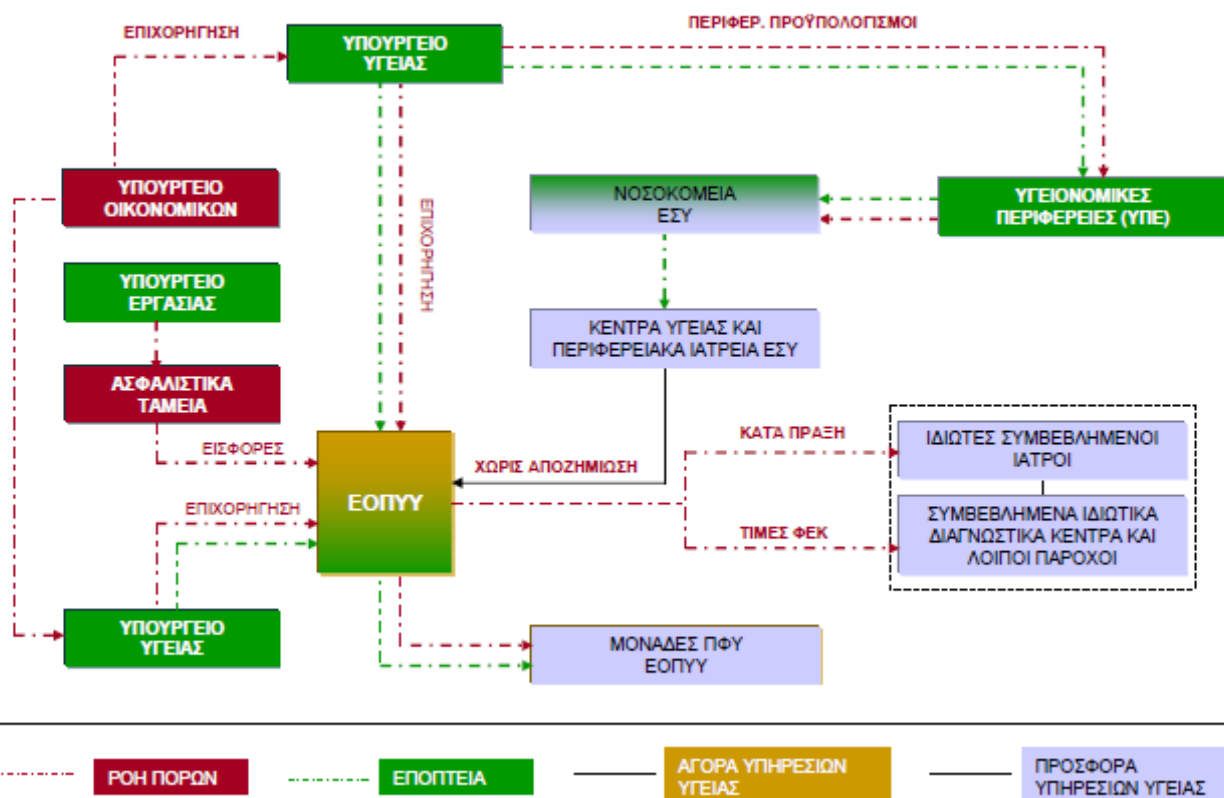 ΕΠΙΧΟΡΗΓΗΣΗ
ΥΠΟΥΡΓΕΙΟ
ΥΓΕΙΑΣ
ΠΕΡΙΦΕΡ. ΠΡΟΫΠΟΛΟΓΙΣΜΟΙ
ΥΠΟΥΡΓΕΙΟ
ΟΙΚΟΝΟΜΙΚΩΝ
ΕΠΙΧΟΡΗΓΗΣΗ
ΝΟΣΟΚΟΜΕΙΑ
ΕΣΥ
ΥΓΕΙΟΝΟΜΙΚΕΣ
ΠΕΡΙΦΕΡΕΙΕΣ (ΥΠΕ)
ΥΠΟΥΡΓΕΙΟ
ΕΡΓΑΣΙΑΣ
ΚΕΝΤΡΑ ΥΓΕΙΑΣ ΚΑΙ
ΠΕΡΙΦΕΡΕΙΑΚΑ ΙΑΤΡΕΙΑ ΕΣΥ
ΑΣΦΑΛΙΣΤΙΚΑ
ΤΑΜΕΙΑ
ΕΙΣΦΟΡΕΣ
ΕΟΠΥΥ
ΧΩΡΙΣ ΑΠΟΖΗΜΙΩΣΗ
ΚΑΤΆ ΠΡΑΞΗ
ΙΔΙΩΤΕΣ ΣΥΜΒΕΒΛΗΜΕΝΟΙ
ΙΑΤΡΟΙ
ΕΠΙΧΟΡΗΓΗΣΗ
ΤΙΜΕΣ ΦΕΚ
ΣΥΜΒΕΒΛΗΜΕΝΑ ΙΔΙΩΤΙΚΑ
ΔΙΑΓΝΩΣΤΙΚΑ ΚΕΝΤΡΑ ΚΑΙ
ΛΟΙΠΟΙ ΠΑΡΟΧΟΙ
ΥΠΟΥΡΓΕΙΟ
ΥΓΕΙΑΣ
ΜΟΝΑΔΕΣ ΠΦΥ
ΕΟΠΥΥ
ΡΟΗ ΠΟΡΩΝ
ΕΠΟΠΤΕΙΑ
ΑΓΟΡΑ ΥΠΗΡΕΣΙΩΝ
ΥΓΕΙΑΣ
ΠΡΟΣΦΟΡΑ
ΥΠΗΡΕΣΙΩΝ ΥΓΕΙΑΣ